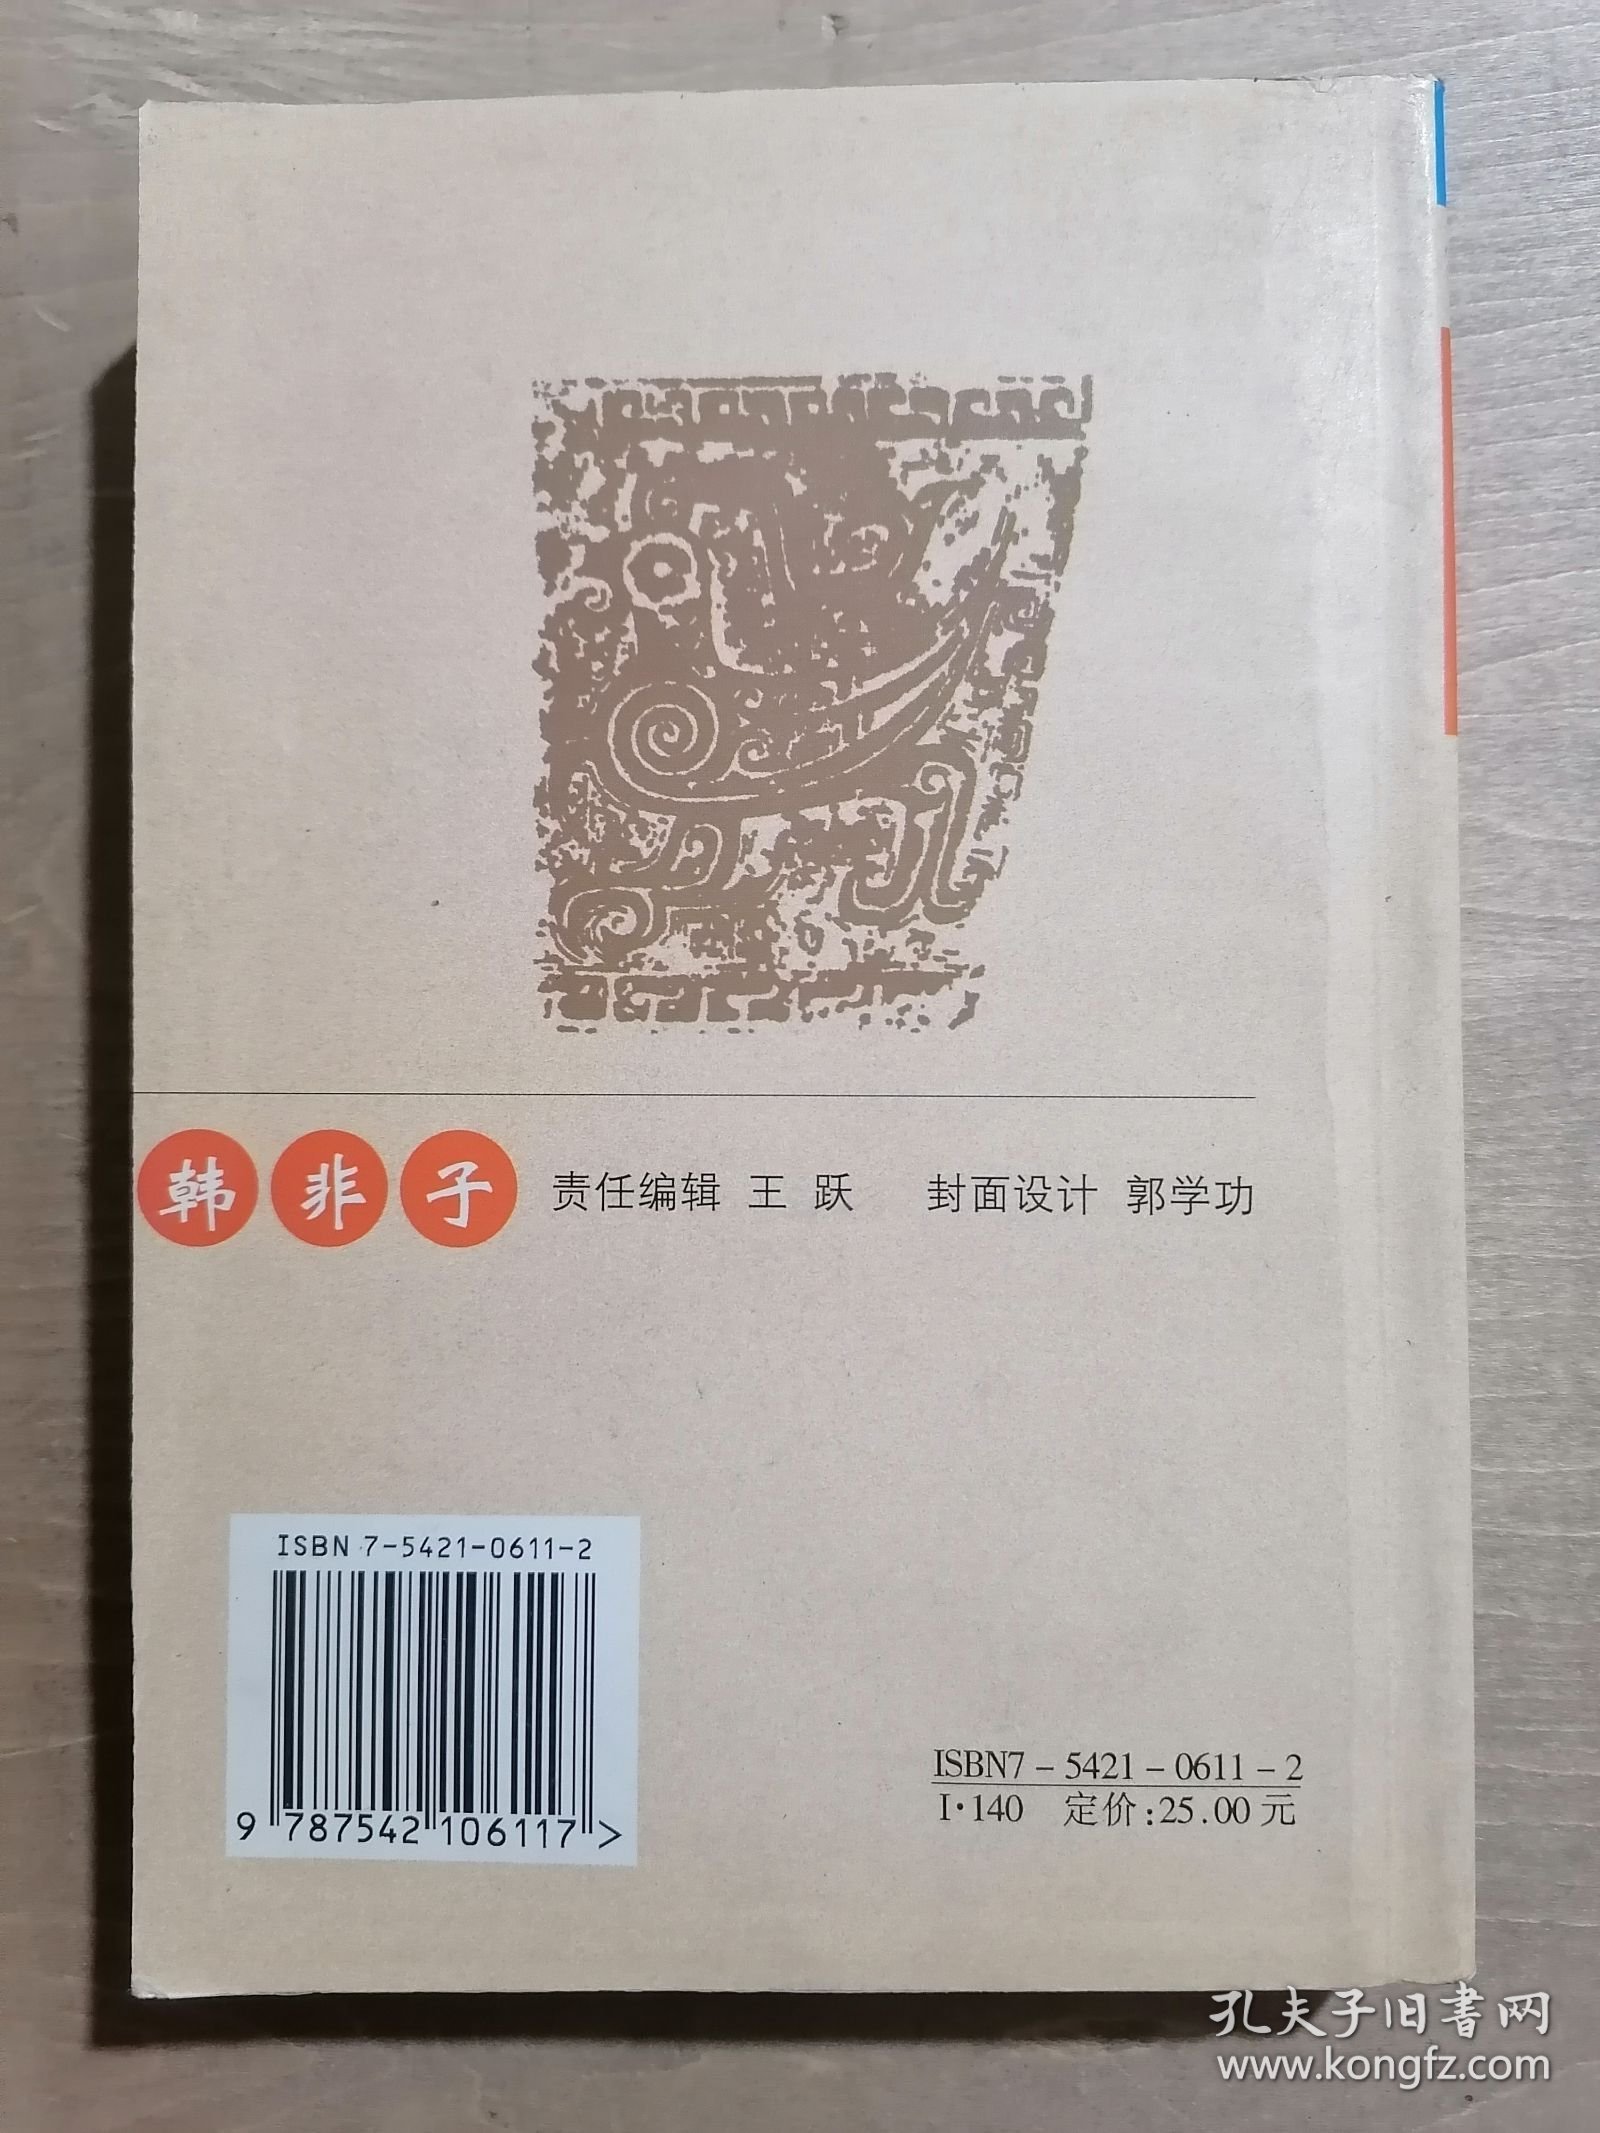 韩非子 责任编辑 王 跃 封面设计 郭学功
ISBN 7-5421-0611-2
9 787542 106117 >
ISBN7-5421-0611-2
I·140 定价:25.00元
孔夫子旧书网
www.kongfz.com